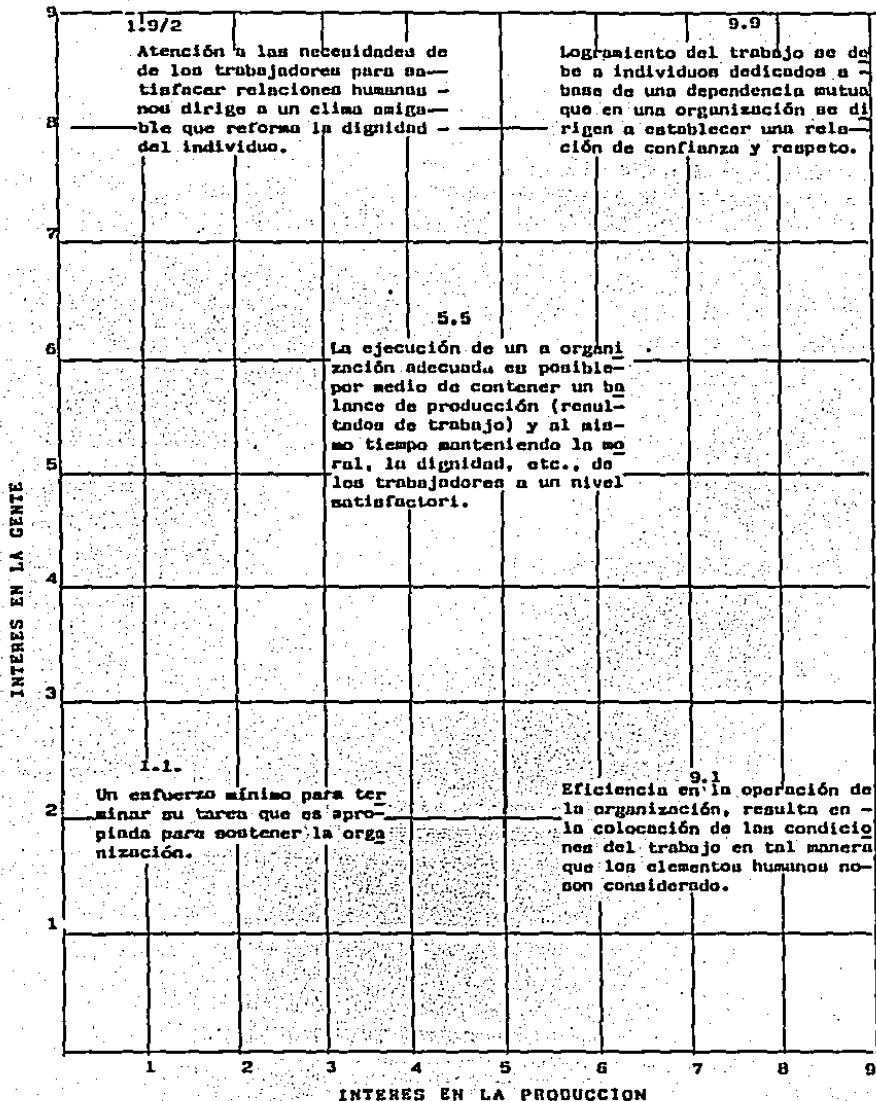 9
1.9/2
Atención a las necesidades de
de los trabajadores para sa—
tisfacer relaciones humanas -
nos dirige a un clima amiga—
ble que reforma la dignidad -
del individuo.
9.9
Logramiento del trabajo se de
be a individuos dedicados a -
base de una dependencia mutua
que en una organización se di
rigen a establecer una rela—
ción de confianza y respeto.
8
7
5.5
La ejecución de un a organi
zación adecuada es posible-
por medio de contener un ba
lance de producción (resul-
tados de trabajo) y al mis-
mo tiempo manteniendo la mo
ral, la dignidad, etc., de
los trabajadores a un nivel
satisfactori.
6
5
INTERES EN LA GENTE
4
3
1.1.
Un esfuerzo mínimo para ter
minar su tarea que es apro-
piada para sostener la orga
nización.
9.1
Eficiencia en la operación de
la organización, resulta en -
la colocación de las condicio
nes del trabajo en tal manera
que los elementos humanos no-
son considerado.
2
1
1 2 3 4 5 6 7 8 9
INTERES EN LA PRODUCCION